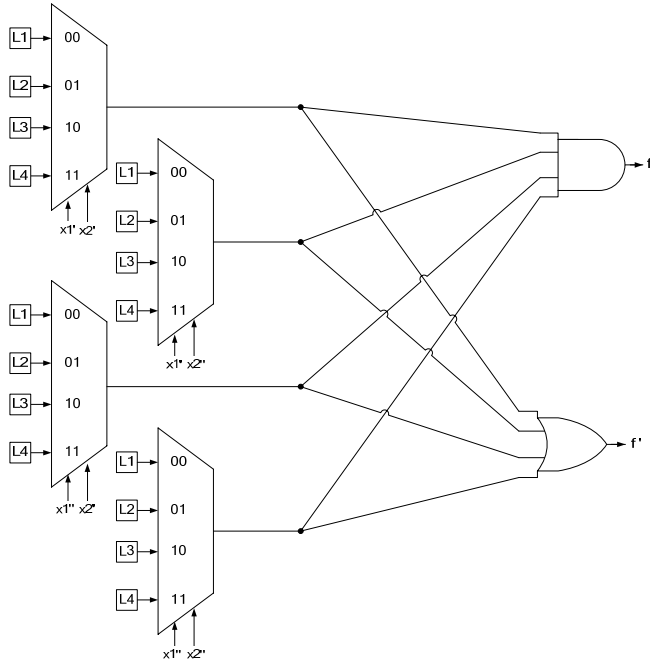 L1 00
L2 01
L3 10
L4 11
x1' x2'
L1 00
L2 01
L3 10
L4 11
x1' x2''
L1 00
L2 01
L3 10
L4 11
x1'' x2'
L1 00
L2 01
L3 10
L4 11
x1'' x2''
f
f'